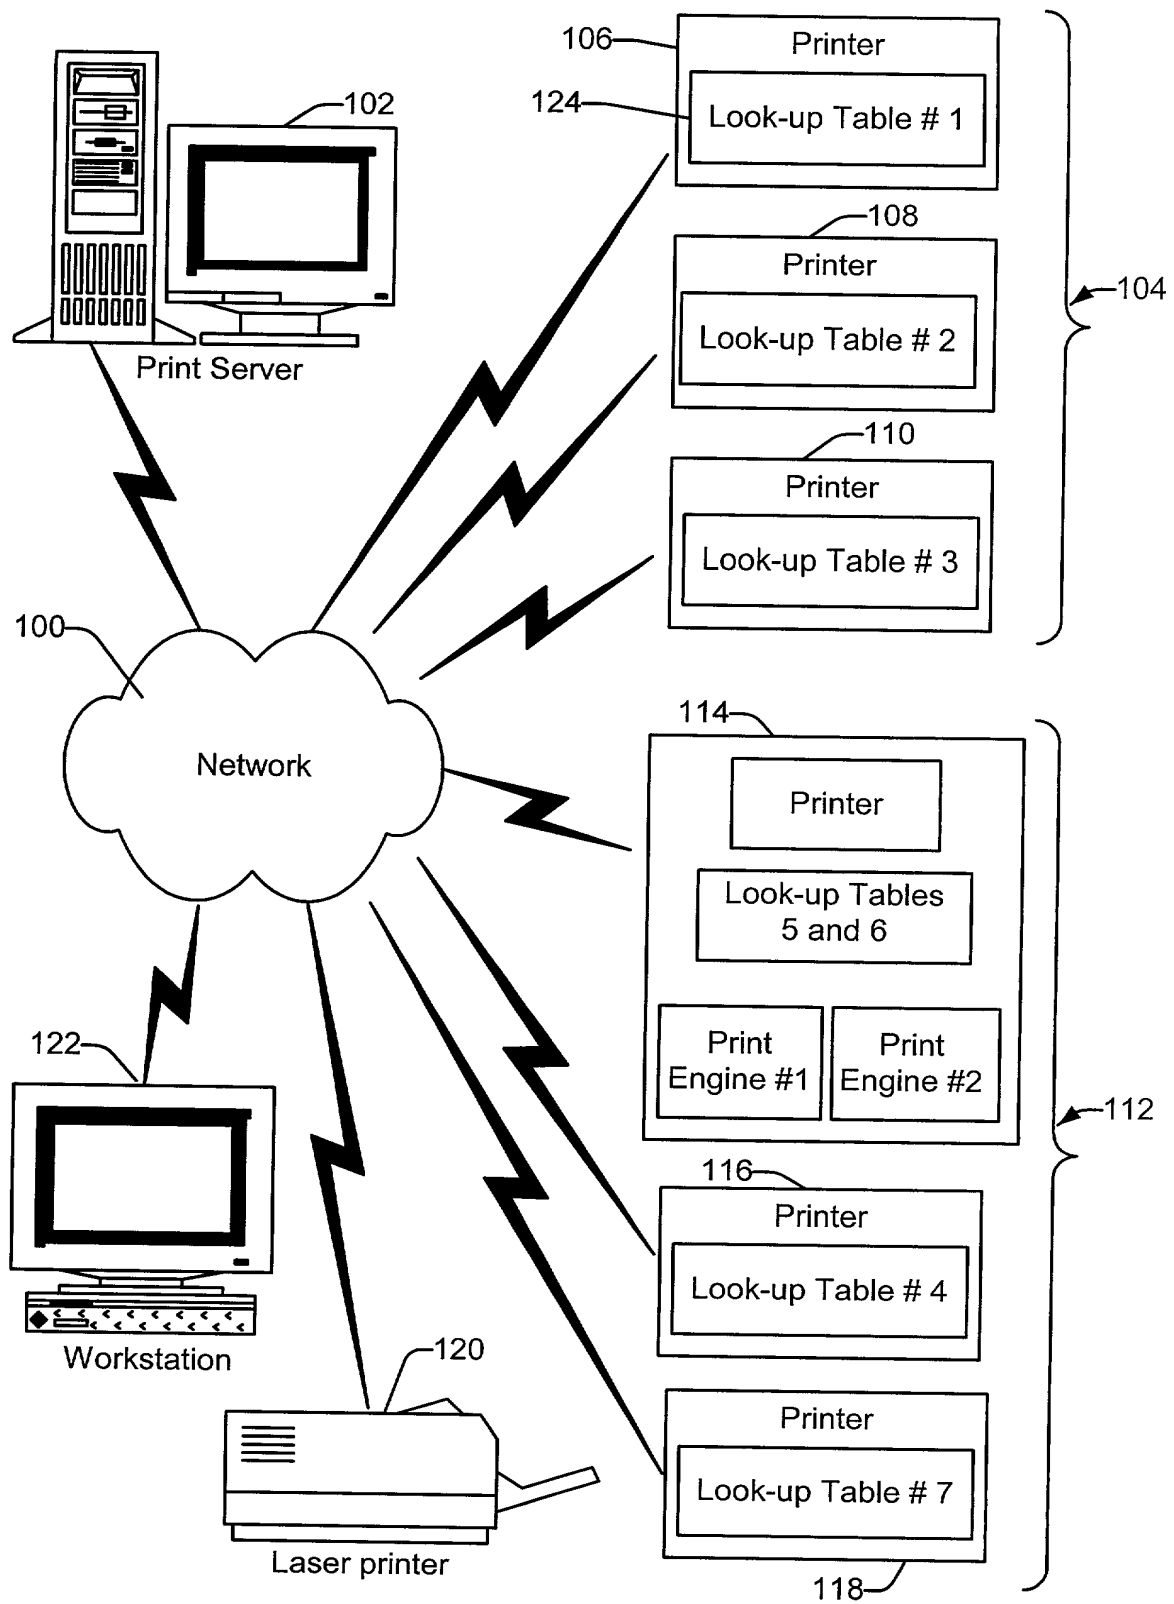 102
Print Server
106
Printer
124
Look-up Table # 1
108
Printer
Look-up Table # 2
104
110
Printer
Look-up Table # 3
100
Network
114
Printer
Look-up Tables
5 and 6
Print
Engine #1
Print
Engine #2
112
122
Workstation
116
Printer
Look-up Table # 4
120
Laser printer
Printer
Look-up Table # 7
118